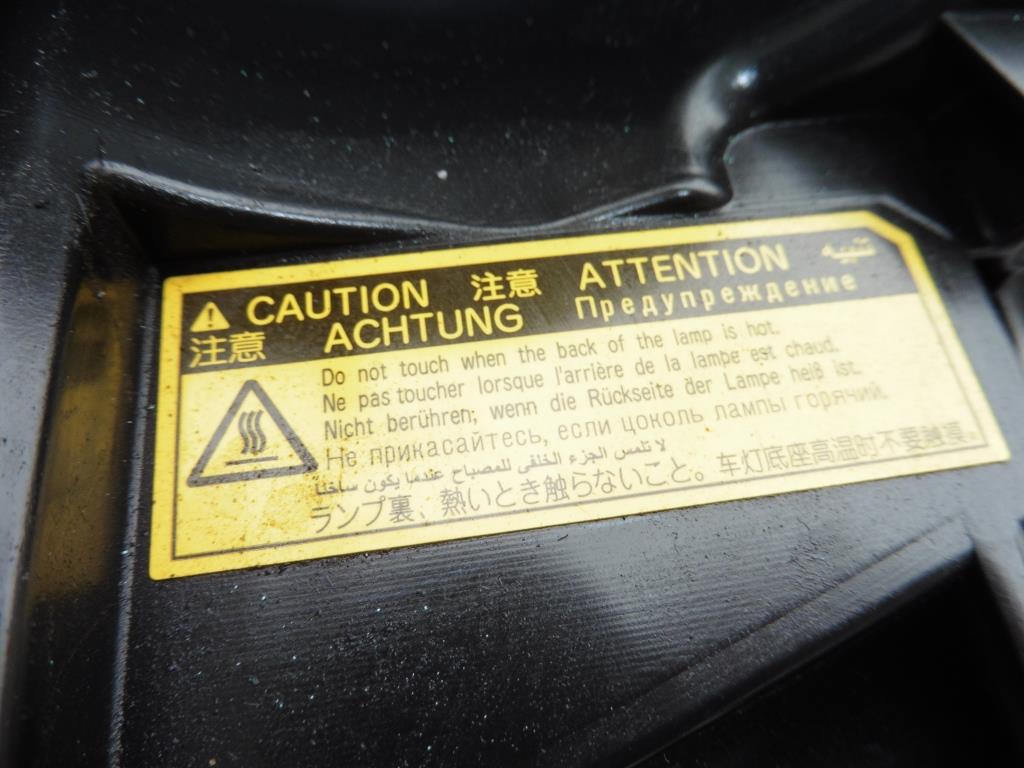 CAUTION 注意 ATTENTION تنبيه
注意 ACHTUNG Предупреждение
Do not touch when the back of the lamp is hot.
Ne pas toucher lorsque l'arrière de la lampe est chaud.
Nicht berühren, wenn die Rückseite der Lampe heiß ist.
Не прикасайтесь, если цоколь лампы горячий.
لا تلمس الجزء الخلفي للمصباح عندما يكون ساخنا
ランプ裏、熱いとき触らないこと。车灯底座高温时不要触摸。